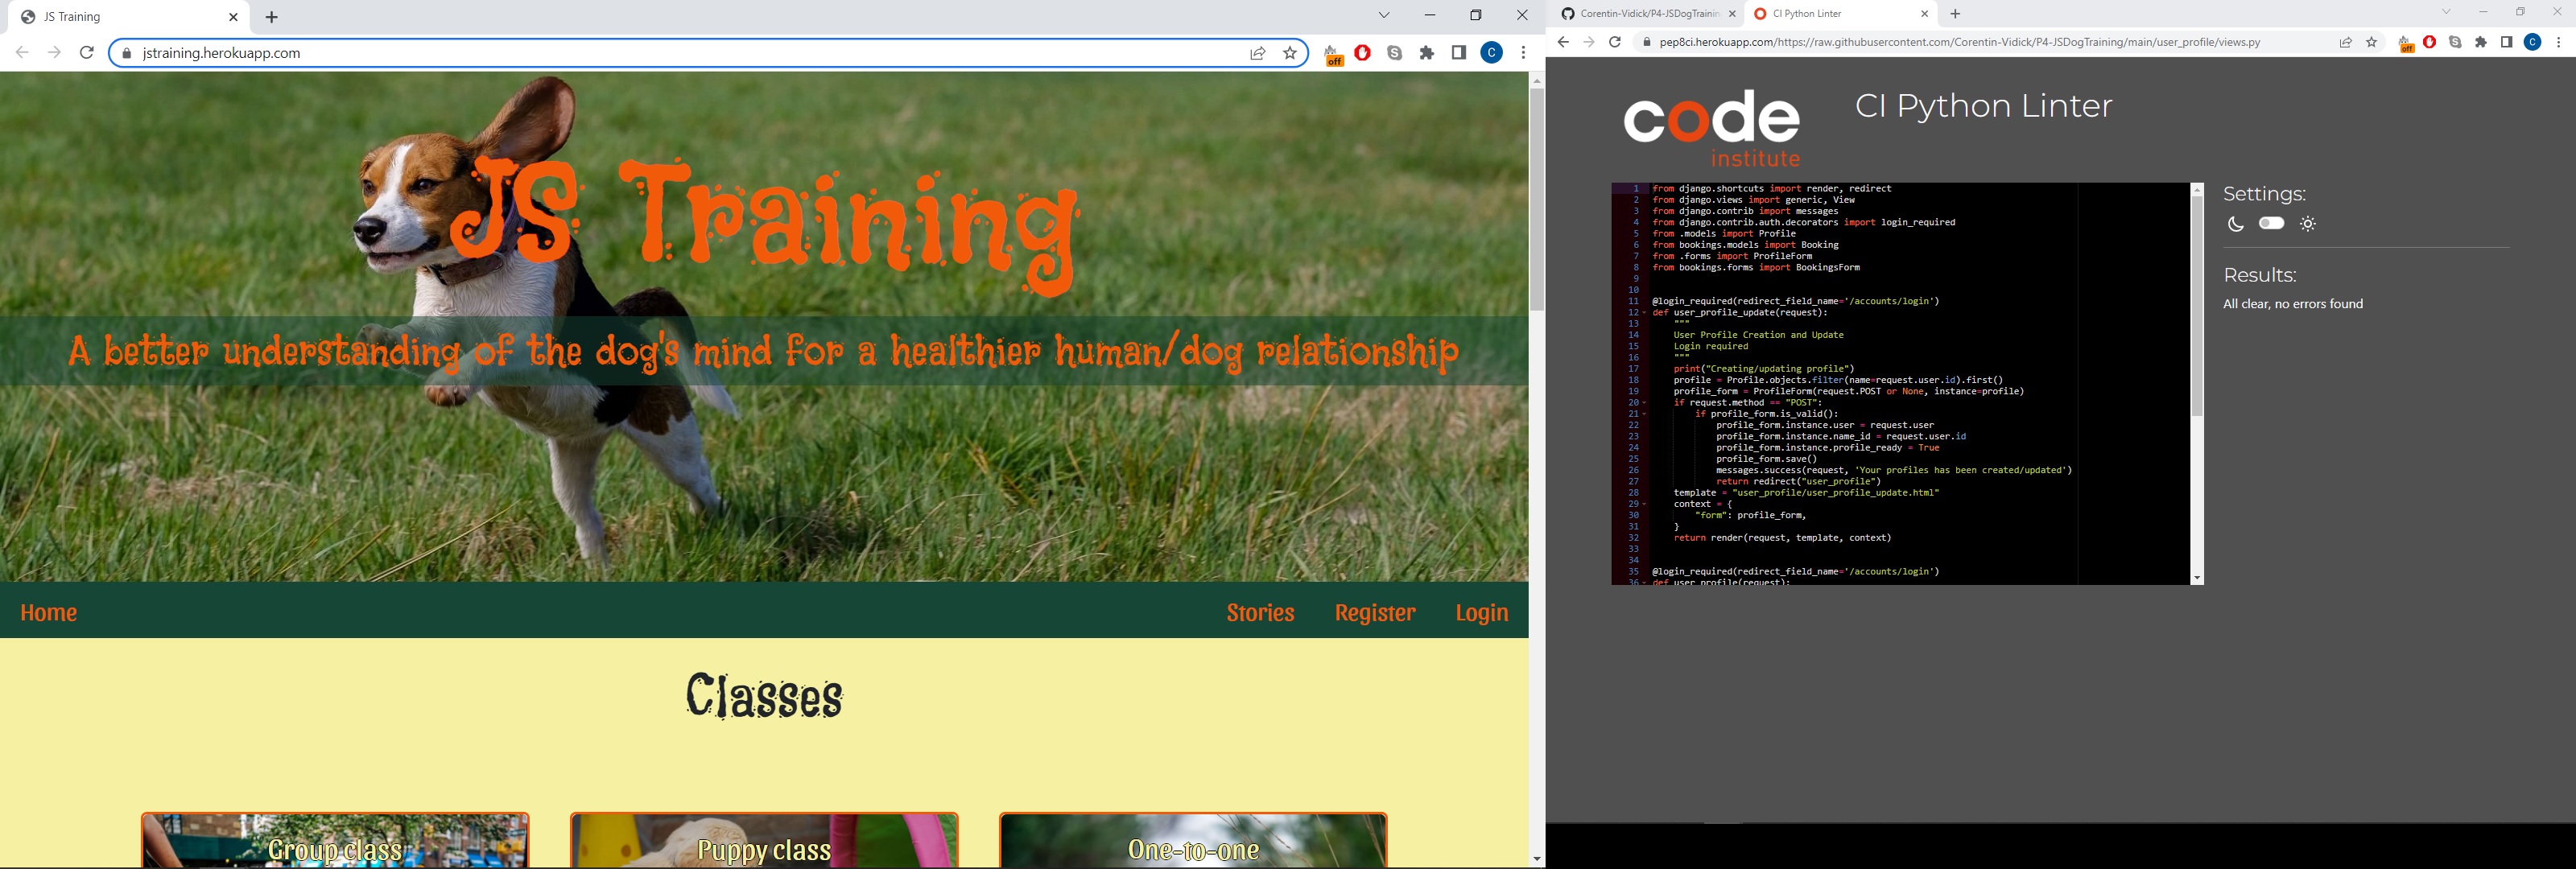 JS Training
jstraining.herokuapp.com
off
C
JS Training
A better understanding of the dog's mind for a healthier human/dog relationship
Home
Stories
Register
Login
Classes
Group class
Puppy class
One-to-one
Corentin-Vidick/P4-JSDogTrainin
CI Python Linter
pep8ci.herokuapp.com/https://raw.githubusercontent.com/Corentin-Vidick/P4-JSDogTraining/main/user_profile/views.py
off
C
code
institute
CI Python Linter
1 from django.shortcuts import render, redirect
2 from django.views import generic, View
3 from django.contrib import messages
4 from django.contrib.auth.decorators import login_required
5 from .models import Profile
6 from bookings.models import Booking
7 from .forms import ProfileForm
8 from bookings.forms import BookingsForm
9
10
11 @login_required(redirect_field_name='/accounts/login')
12 def user_profile_update(request):
13 """
14 User Profile Creation and Update
15 Login required
16 """
17 print("Creating/updating profile")
18 profile = Profile.objects.filter(name=request.user.id).first()
19 profile_form = ProfileForm(request.POST or None, instance=profile)
20 if request.method == "POST":
21 if profile_form.is_valid():
22 profile_form.instance.user = request.user
23 profile_form.instance.name_id = request.user.id
24 profile_form.instance.profile_ready = True
25 profile_form.save()
26 messages.success(request, 'Your profiles has been created/updated')
27 return redirect("user_profile")
28 template = "user_profile/user_profile_update.html"
29 context = {
30 "form": profile_form,
31 }
32 return render(request, template, context)
33
34
35 @login_required(redirect_field_name='/accounts/login')
36 def user_profile(request):
Settings:
Results:
All clear, no errors found